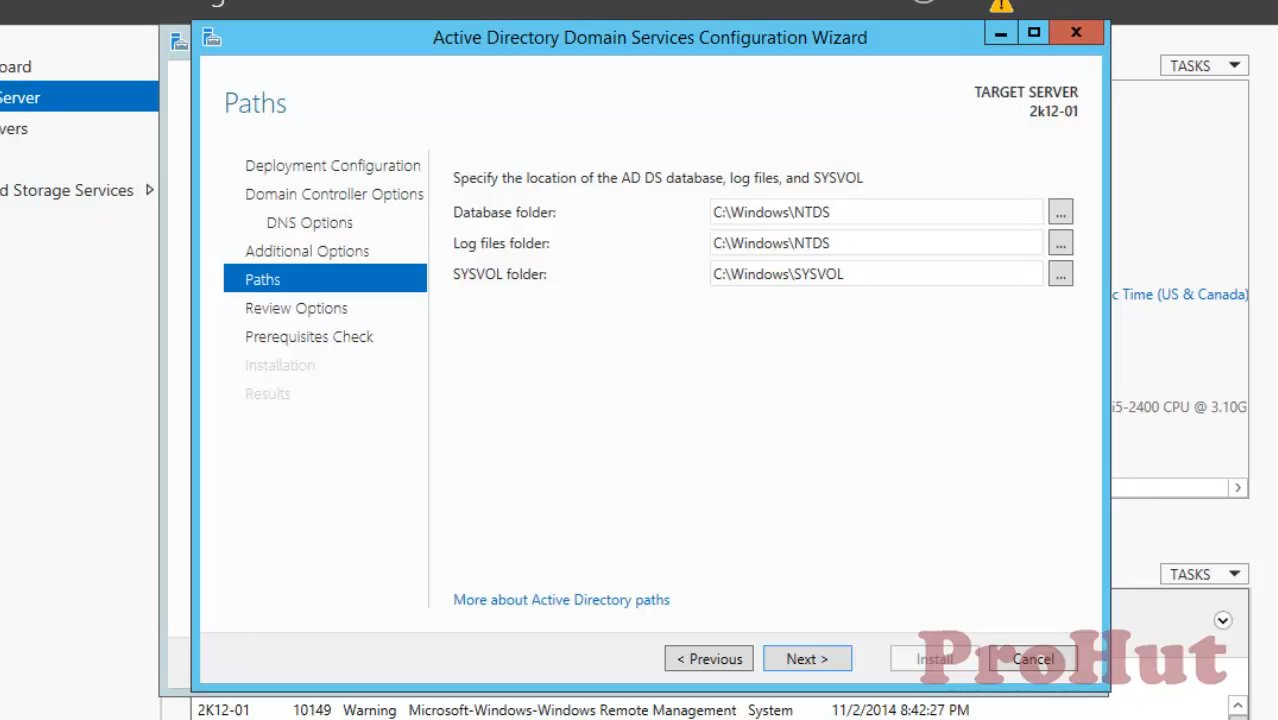 Active Directory Domain Services Configuration Wizard
TASKS
oard
Server
vers
d Storage Services
Paths
TARGET SERVER
2k12-01
Deployment Configuration
Domain Controller Options
DNS Options
Additional Options
Paths
Review Options
Prerequisites Check
Installation
Results
Specify the location of the AD DS database, log files, and SYSVOL
Database folder: C:\Windows\NTDS ...
Log files folder: C:\Windows\NTDS ...
SYSVOL folder: C:\Windows\SYSVOL ...
More about Active Directory paths
< Previous Next > Install Cancel
c Time (US & Canada)
i5-2400 CPU @ 3.10G
TASKS
ProHut
2K12-01 10149 Warning Microsoft-Windows-Windows Remote Management System 11/2/2014 8:42:27 PM